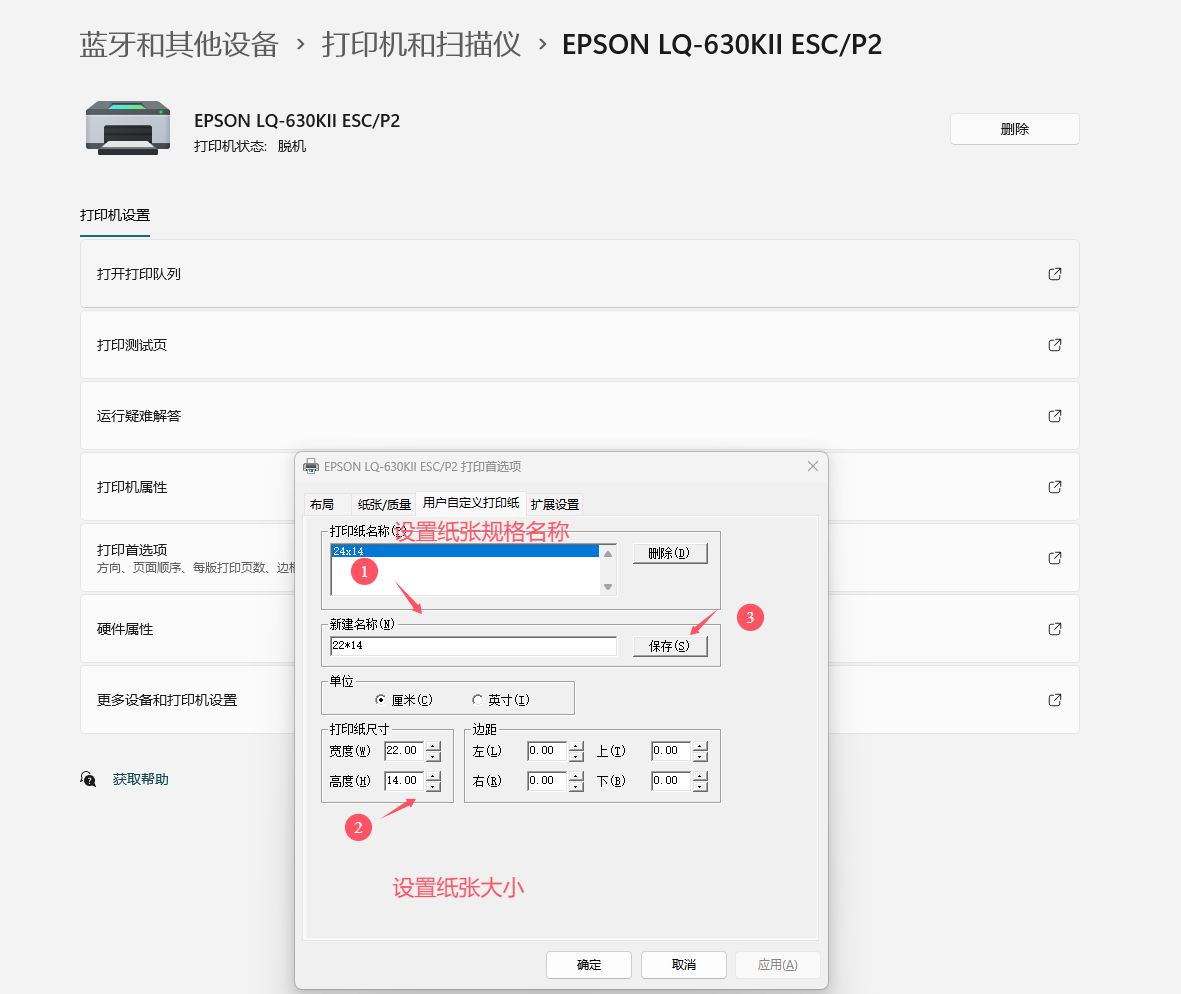 蓝牙和其他设备 › 打印机和扫描仪 › EPSON LQ-630KII ESC/P2
EPSON LQ-630KII ESC/P2
打印机状态: 脱机
删除
打印机设置
打开打印队列
打印测试页
运行疑难解答
打印机属性
打印首选项
方向、页面顺序、每版打印页数、边框
硬件属性
更多设备和打印机设置
获取帮助
EPSON LQ-630KII ESC/P2 打印首选项
布局 纸张/质量 用户自定义打印纸 扩展设置
打印纸名称
设置纸张规格名称
24x14
删除(D)
1
新建名称(N)
3
22*14
保存(S)
单位
厘米(C) 英寸(I)
打印纸尺寸 边距
宽度(W) 22.00 左(L) 0.00 上(T) 0.00
高度(H) 14.00 右(R) 0.00 下(B) 0.00
2
设置纸张大小
确定 取消 应用(A)